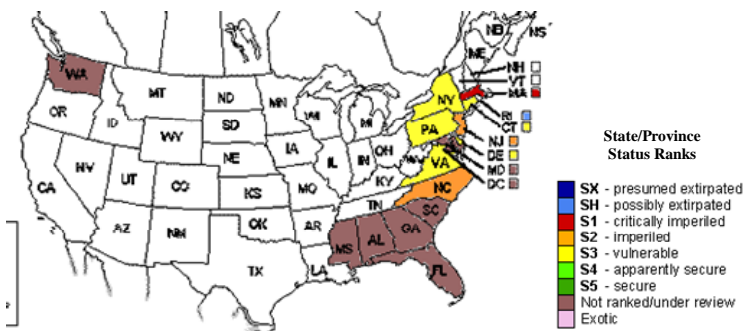 NB
NS
ME
NH
VT
MA
WA
MT
ND
MN
OR
ID
SD
WI
MI
NY
RI
CT
WY
PA
NJ
IA
NE
OH
DE
NV
IL
IN
WV
VA
MD
UT
CO
KS
MO
KY
DC
CA
NC
TN
OK
AR
SC
AZ
NM
MS
AL
GA
TX
LA
FL
State/Province
Status Ranks
SX - presumed extirpated
SH - possibly extirpated
S1 - critically imperiled
S2 - imperiled
S3 - vulnerable
S4 - apparently secure
S5 - secure
Not ranked/under review
Exotic